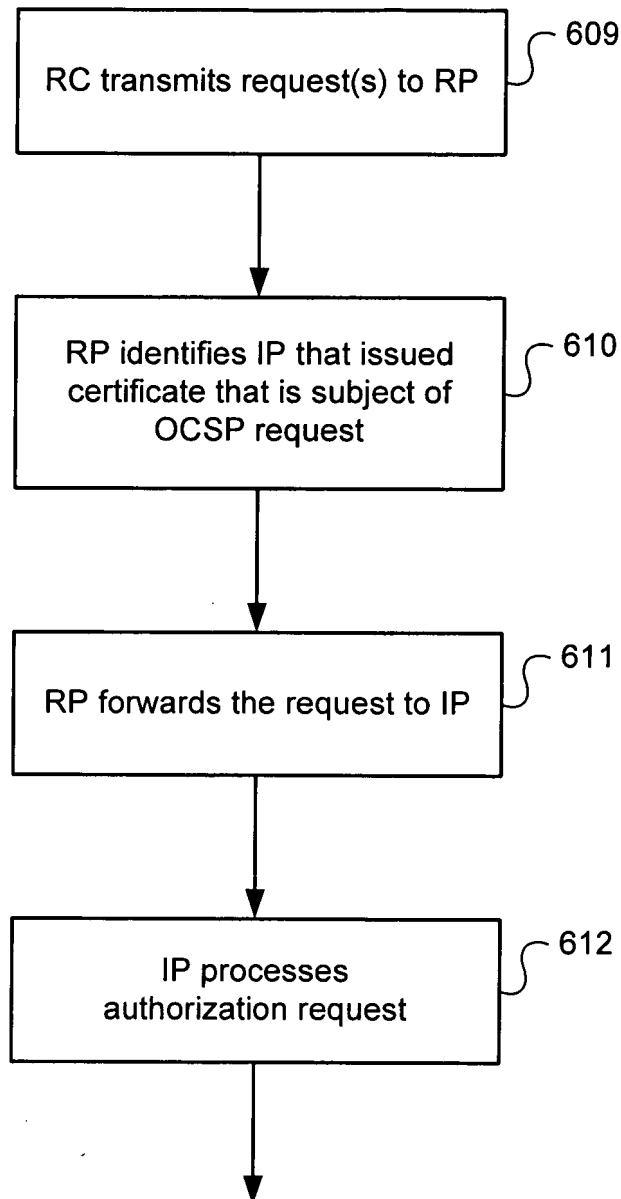 609
RC transmits request(s) to RP
610
RP identifies IP that issued
certificate that is subject of
OCSP request
611
RP forwards the request to IP
612
IP processes
authorization request